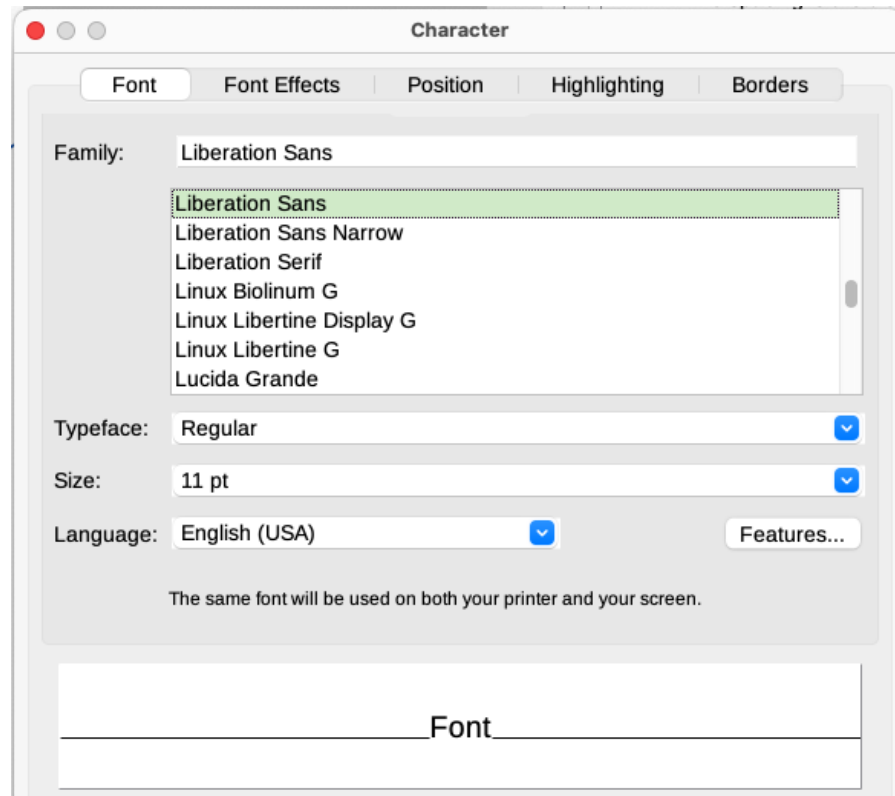 Character
Font Font Effects Position Highlighting Borders
Family: Liberation Sans
Liberation Sans
Liberation Sans Narrow
Liberation Serif
Linux Biolinum G
Linux Libertine Display G
Linux Libertine G
Lucida Grande
Typeface: Regular
Size: 11 pt
Language: English (USA) Features...
The same font will be used on both your printer and your screen.
Font